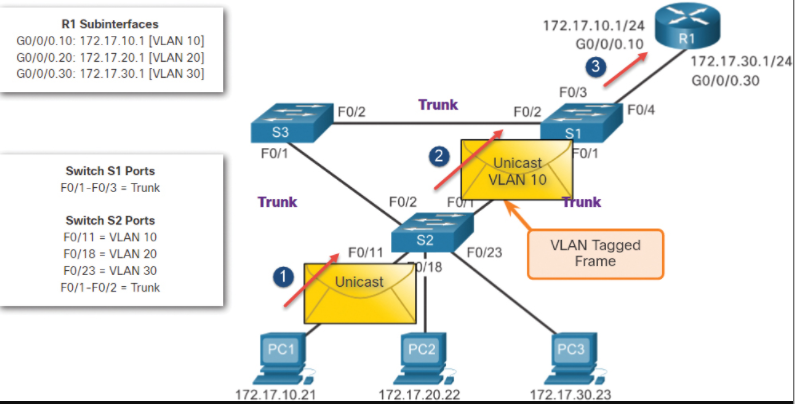 R1 Subinterfaces
G0/0/0.10: 172.17.10.1 [VLAN 10]
G0/0/0.20: 172.17.20.1 [VLAN 20]
G0/0/0.30: 172.17.30.1 [VLAN 30]
172.17.10.1/24
G0/0/0.10
R1
3
172.17.30.1/24
G0/0/0.30
F0/3
F0/2
Trunk
F0/2
F0/4
S3
S1
F0/1
F0/1
2
Unicast
VLAN 10
Switch S1 Ports
F0/1-F0/3 = Trunk
Switch S2 Ports
F0/11 = VLAN 10
F0/18 = VLAN 20
F0/23 = VLAN 30
F0/1-F0/2 = Trunk
Trunk
F0/2
F0/1
Trunk
S2
VLAN Tagged
Frame
F0/11
F0/18
F0/23
1
Unicast
PC1
PC2
PC3
172.17.10.21
172.17.20.22
172.17.30.23